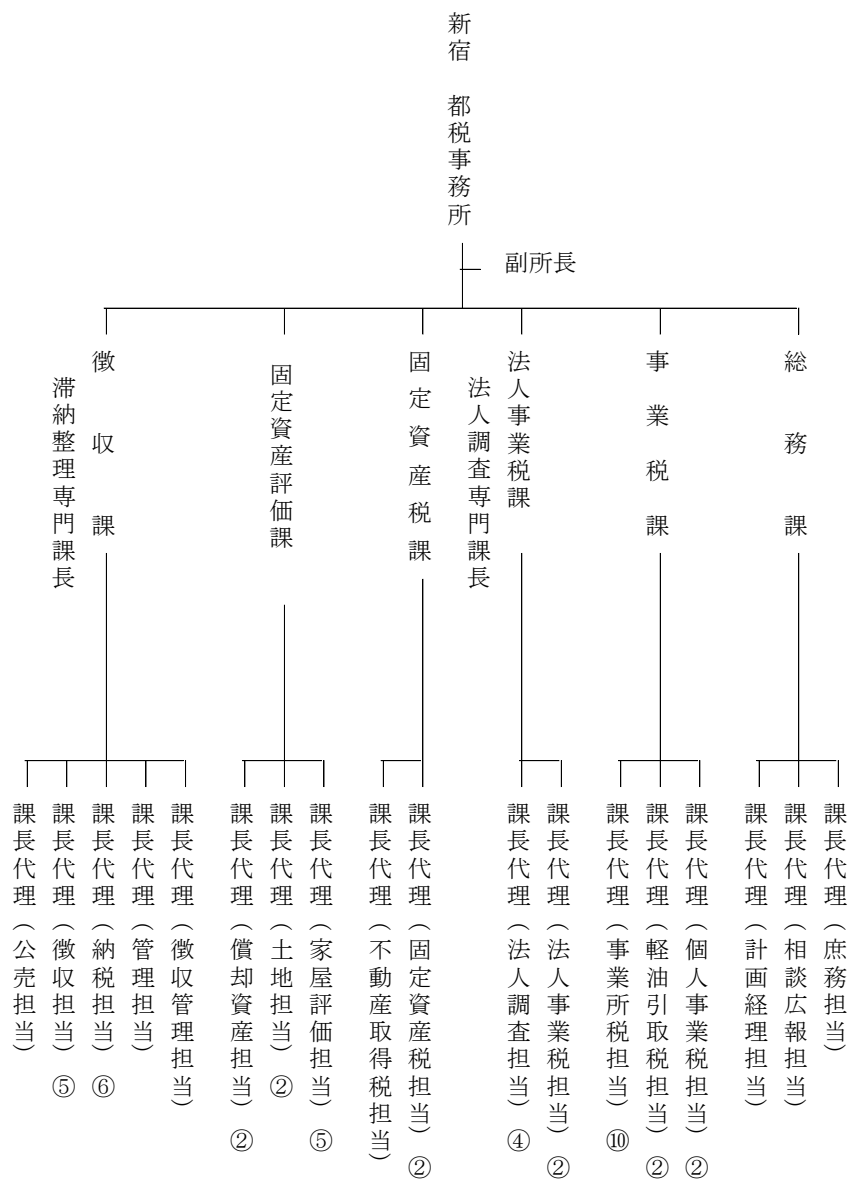 新宿 都税事務所
副所長
総務課
事業税課
法人事業税課
法人調査専門課長
固定資産税課
固定資産評価課
徴収課
滞納整理専門課長
課長代理（庶務担当）
課長代理（相談広報担当）
課長代理（計画経理担当）
課長代理（個人事業税担当）②
課長代理（軽油引取税担当）②
課長代理（事業所税担当）⑩
課長代理（法人事業税担当）②
課長代理（法人調査担当）④
課長代理（固定資産税担当）②
課長代理（不動産取得税担当）
課長代理（家屋評価担当）⑤
課長代理（土地担当）②
課長代理（償却資産担当）②
課長代理（徴収管理担当）
課長代理（管理担当）
課長代理（納税担当）⑥
課長代理（徴収担当）⑤
課長代理（公売担当）